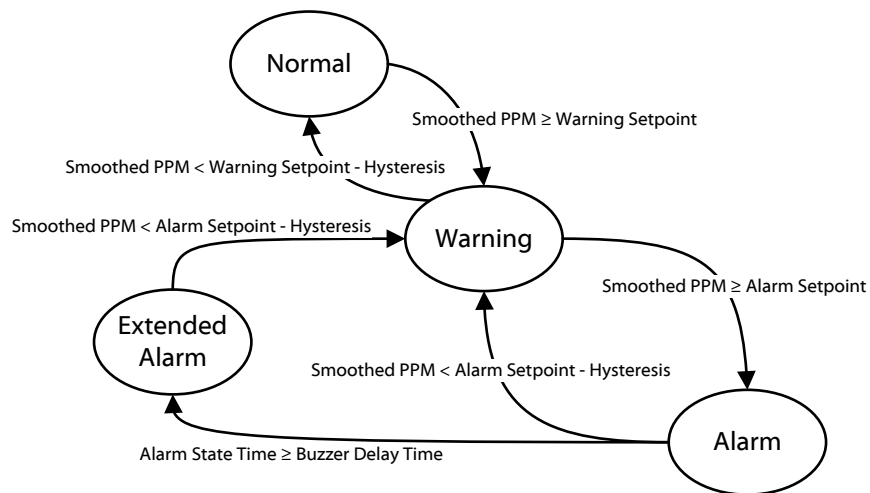 Normal
Smoothed PPM ≥ Warning Setpoint
Smoothed PPM < Warning Setpoint - Hysteresis
Smoothed PPM < Alarm Setpoint - Hysteresis
Warning
Smoothed PPM ≥ Alarm Setpoint
Extended
Alarm
Smoothed PPM < Alarm Setpoint - Hysteresis
Alarm
Alarm State Time ≥ Buzzer Delay Time